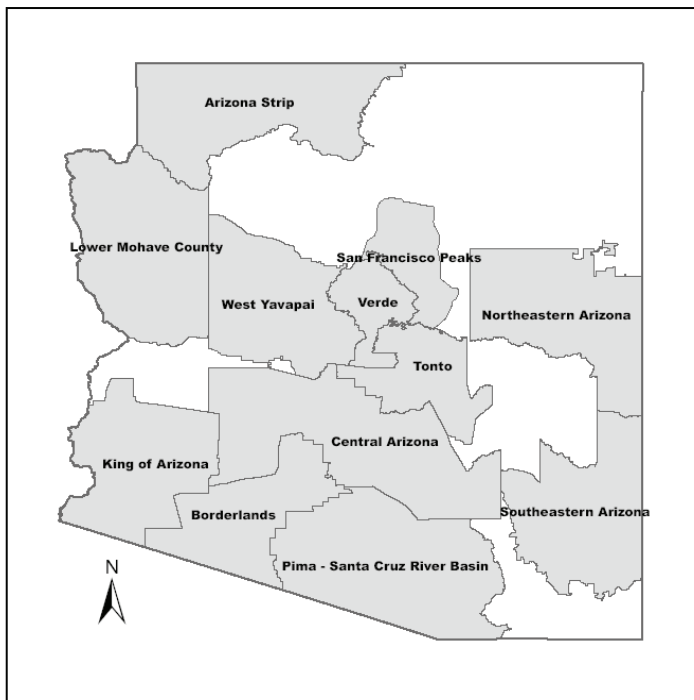 Arizona Strip
Lower Mohave County
San Francisco Peaks
West Yavapai
Verde
Northeastern Arizona
Tonto
Central Arizona
King of Arizona
Borderlands
Southeastern Arizona
Pima - Santa Cruz River Basin
N